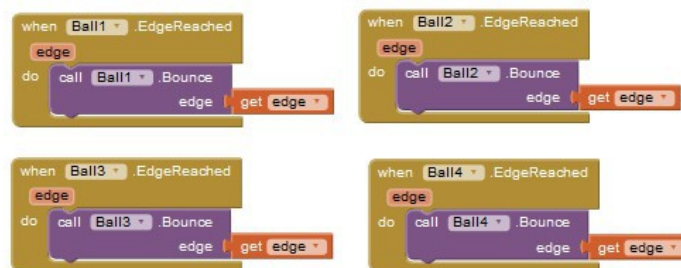 when Ball1 .EdgeReached
edge
do call Ball1 .Bounce
edge get edge
when Ball2 .EdgeReached
edge
do call Ball2 .Bounce
edge get edge
when Ball3 .EdgeReached
edge
do call Ball3 .Bounce
edge get edge
when Ball4 .EdgeReached
edge
do call Ball4 .Bounce
edge get edge